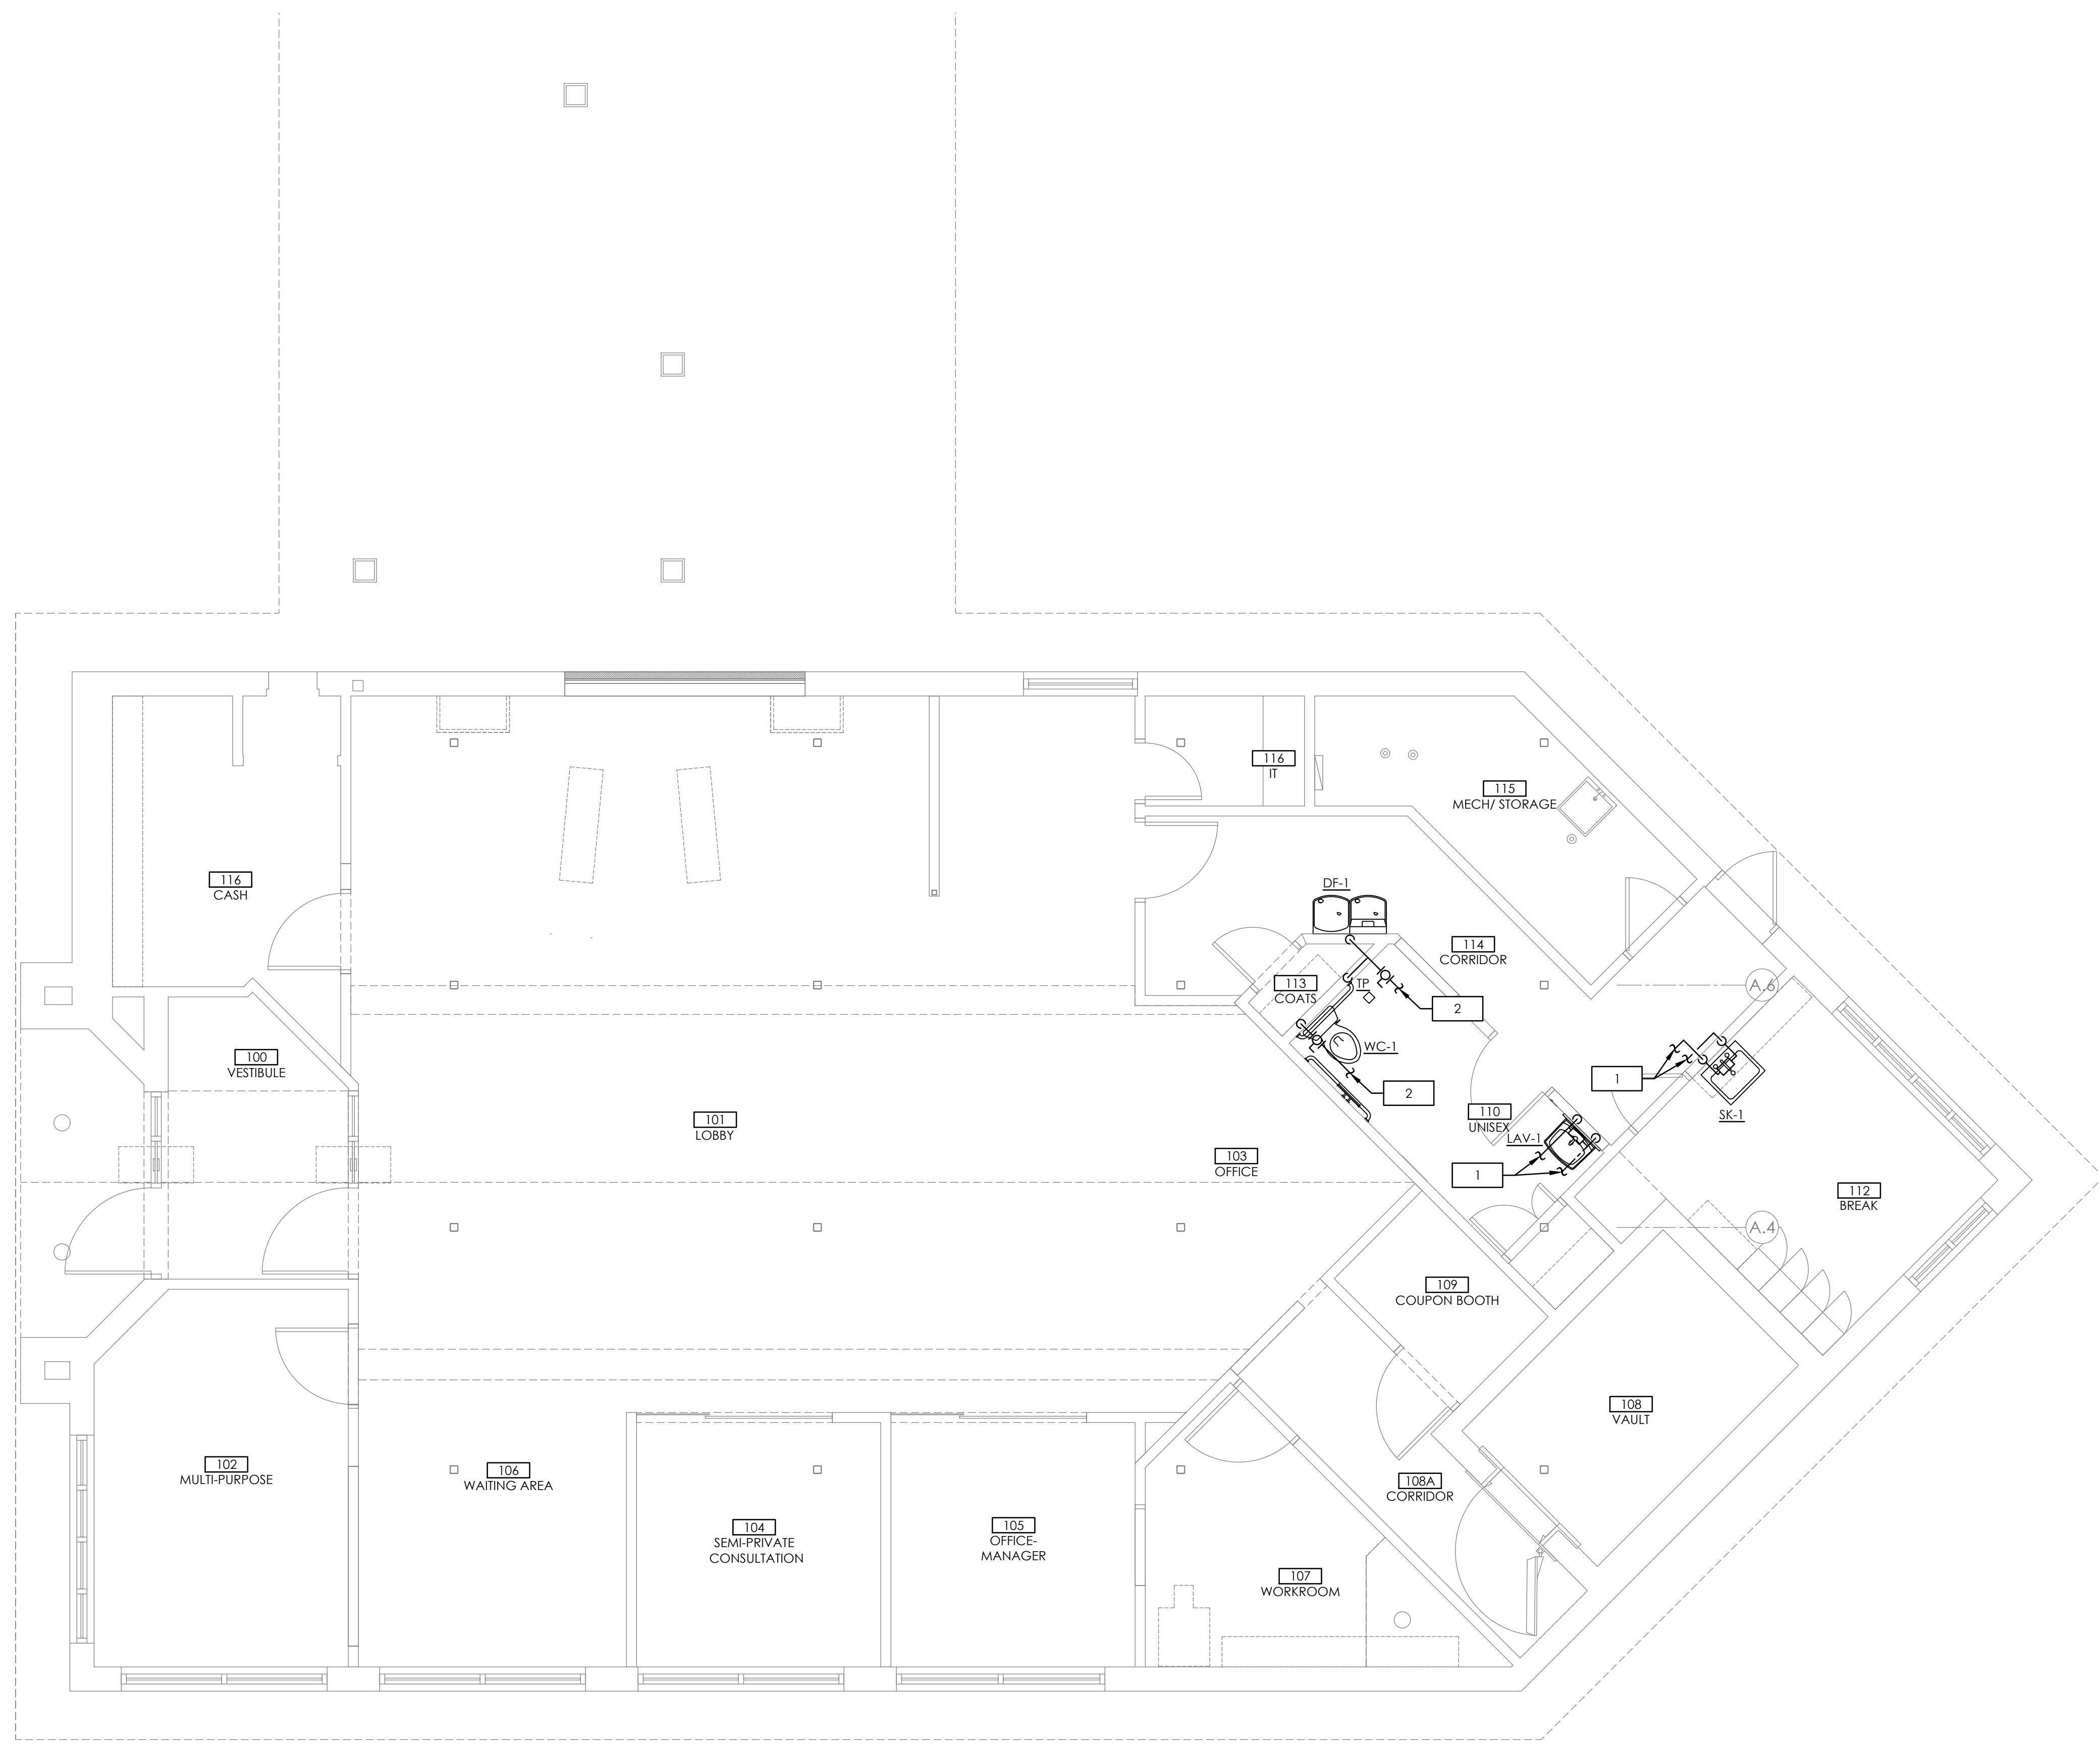 116
IT
115
MECH/ STORAGE
116
CASH
DF-1
114
CORRIDOR
113
COATS
TP
A.6
2
WC-1
100
VESTIBULE
1
2
SK-1
101
LOBBY
110
UNISEX
LAV-1
103
OFFICE
1
112
BREAK
A.4
109
COUPON BOOTH
108
VAULT
102
MULTI-PURPOSE
106
WAITING AREA
108A
CORRIDOR
104
SEMI-PRIVATE
CONSULTATION
105
OFFICE-
MANAGER
107
WORKROOM